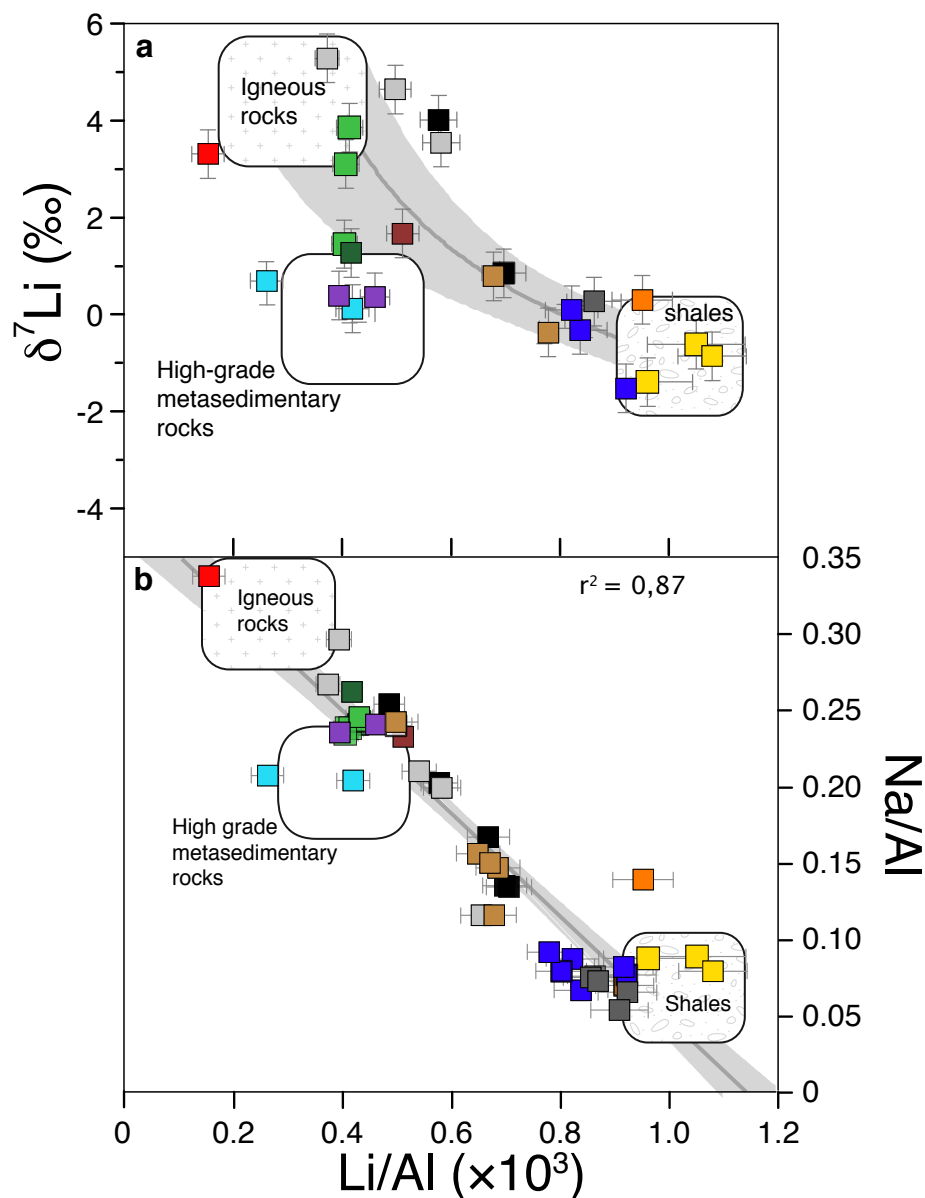 6
a
Igneous
rocks
4
2
0
shales
High-grade
metasedimentary
rocks
-2
-4
δ⁷Li (‰)
b
r² = 0,87
0.35
Igneous
rocks
0.30
0.25
0.20
High grade
metasedimentary
rocks
0.15
0.10
Shales
0.05
0
Na/Al
0 0.2 0.4 0.6 0.8 1.0 1.2
Li/Al (×10³)